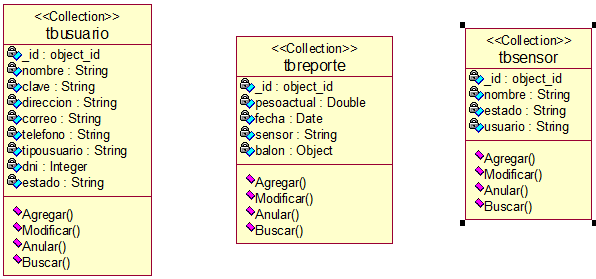 <<Collection>>
tbusuario
_id : object_id
nombre : String
clave : String
direccion : String
correo : String
telefono : String
tipousuario : String
dni : Integer
estado : String
Agregar()
Modificar()
Anular()
Buscar()
<<Collection>>
tbreporte
_id : object_id
pesoactual : Double
fecha : Date
sensor : String
balon : Object
Agregar()
Modificar()
Anular()
Buscar()
<<Collection>>
tbsensor
_id : object_id
nombre : String
estado : String
usuario : String
Agregar()
Modificar()
Anular()
Buscar()